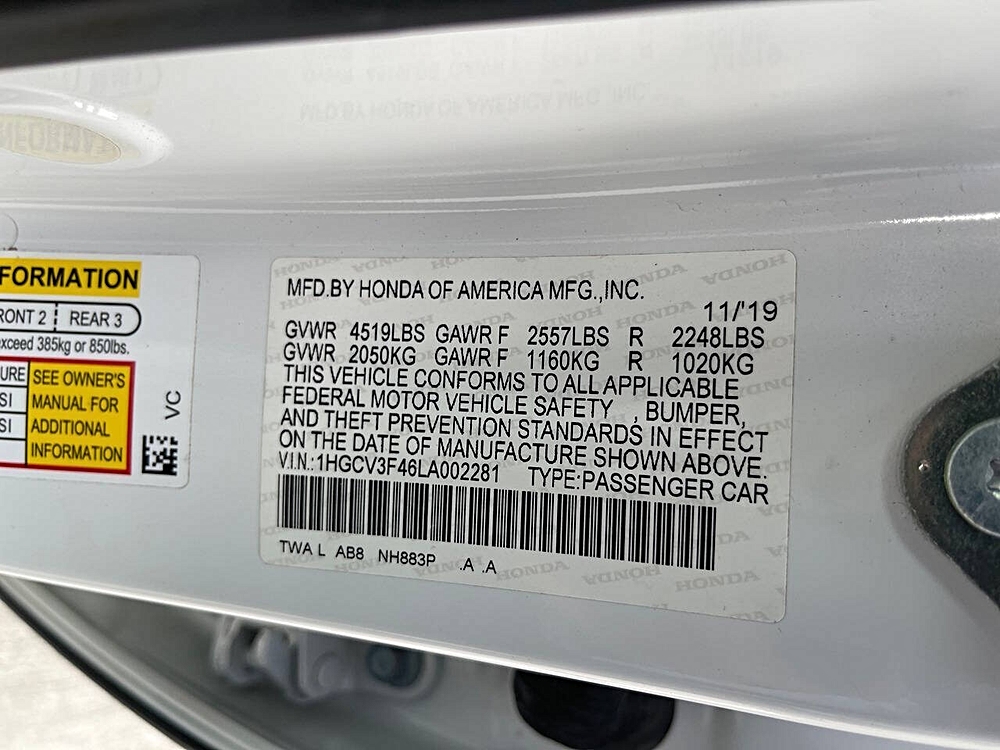 FORMATION
RONT 2 REAR 3
xceed 385kg or 850lbs.
URE
SI
SI
SEE OWNER'S
MANUAL FOR
ADDITIONAL
INFORMATION
VC
MFD.BY HONDA OF AMERICA MFG.,INC.
11/'19
GVWR 4519LBS GAWR F 2557LBS R 2248LBS
GVWR 2050KG GAWR F 1160KG R 1020KG
THIS VEHICLE CONFORMS TO ALL APPLICABLE
FEDERAL MOTOR VEHICLE SAFETY , BUMPER,
AND THEFT PREVENTION STANDARDS IN EFFECT
ON THE DATE OF MANUFACTURE SHOWN ABOVE.
V.I.N.:1HGCV3F46LA002281 TYPE:PASSENGER CAR
TWA L AB8 NH883P .A .A